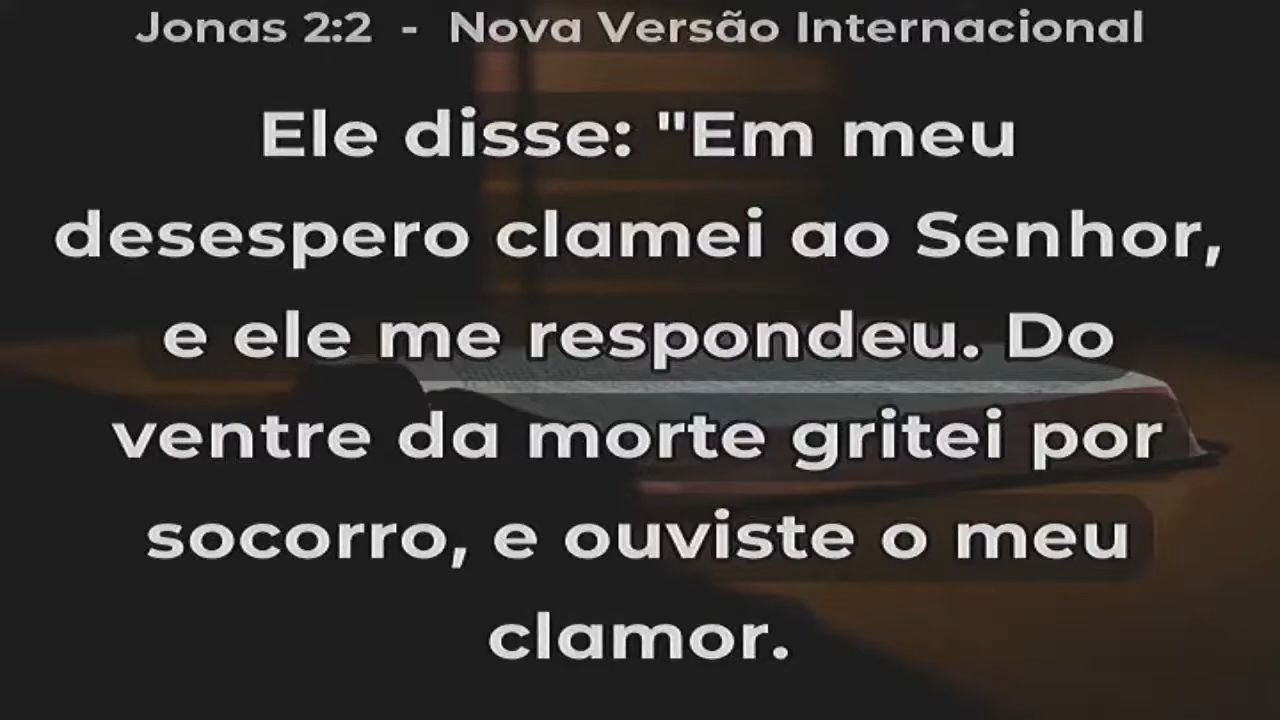 Jonas 2:2 - Nova Versão Internacional
Ele disse: "Em meu
desespero clamei ao Senhor,
e ele me respondeu. Do
ventre da morte gritei por
socorro, e ouviste o meu
clamor.